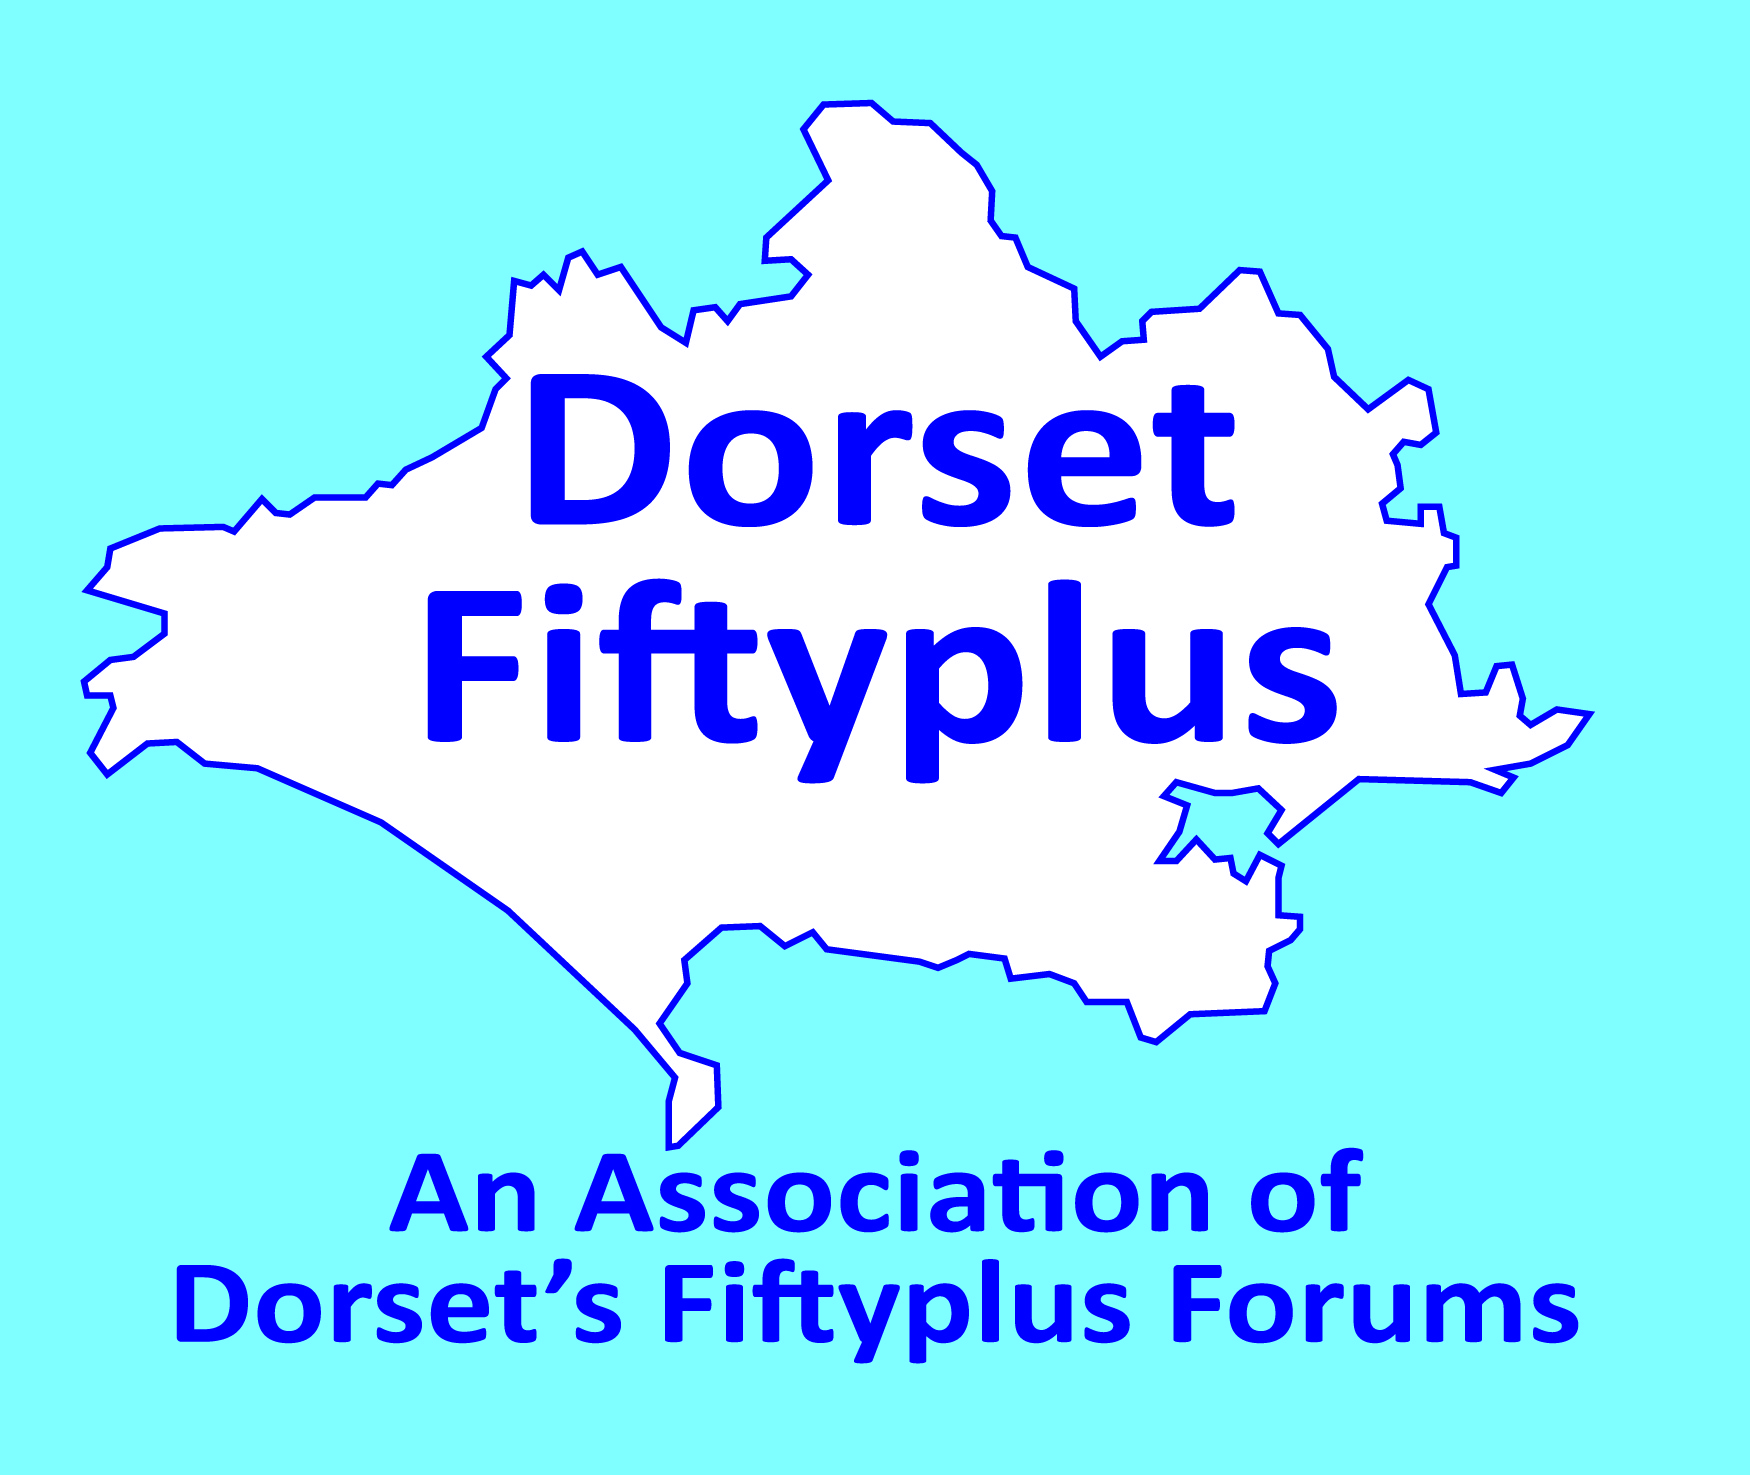 Dorset
Fiftyplus
An Association of
Dorset’s Fiftyplus Forums